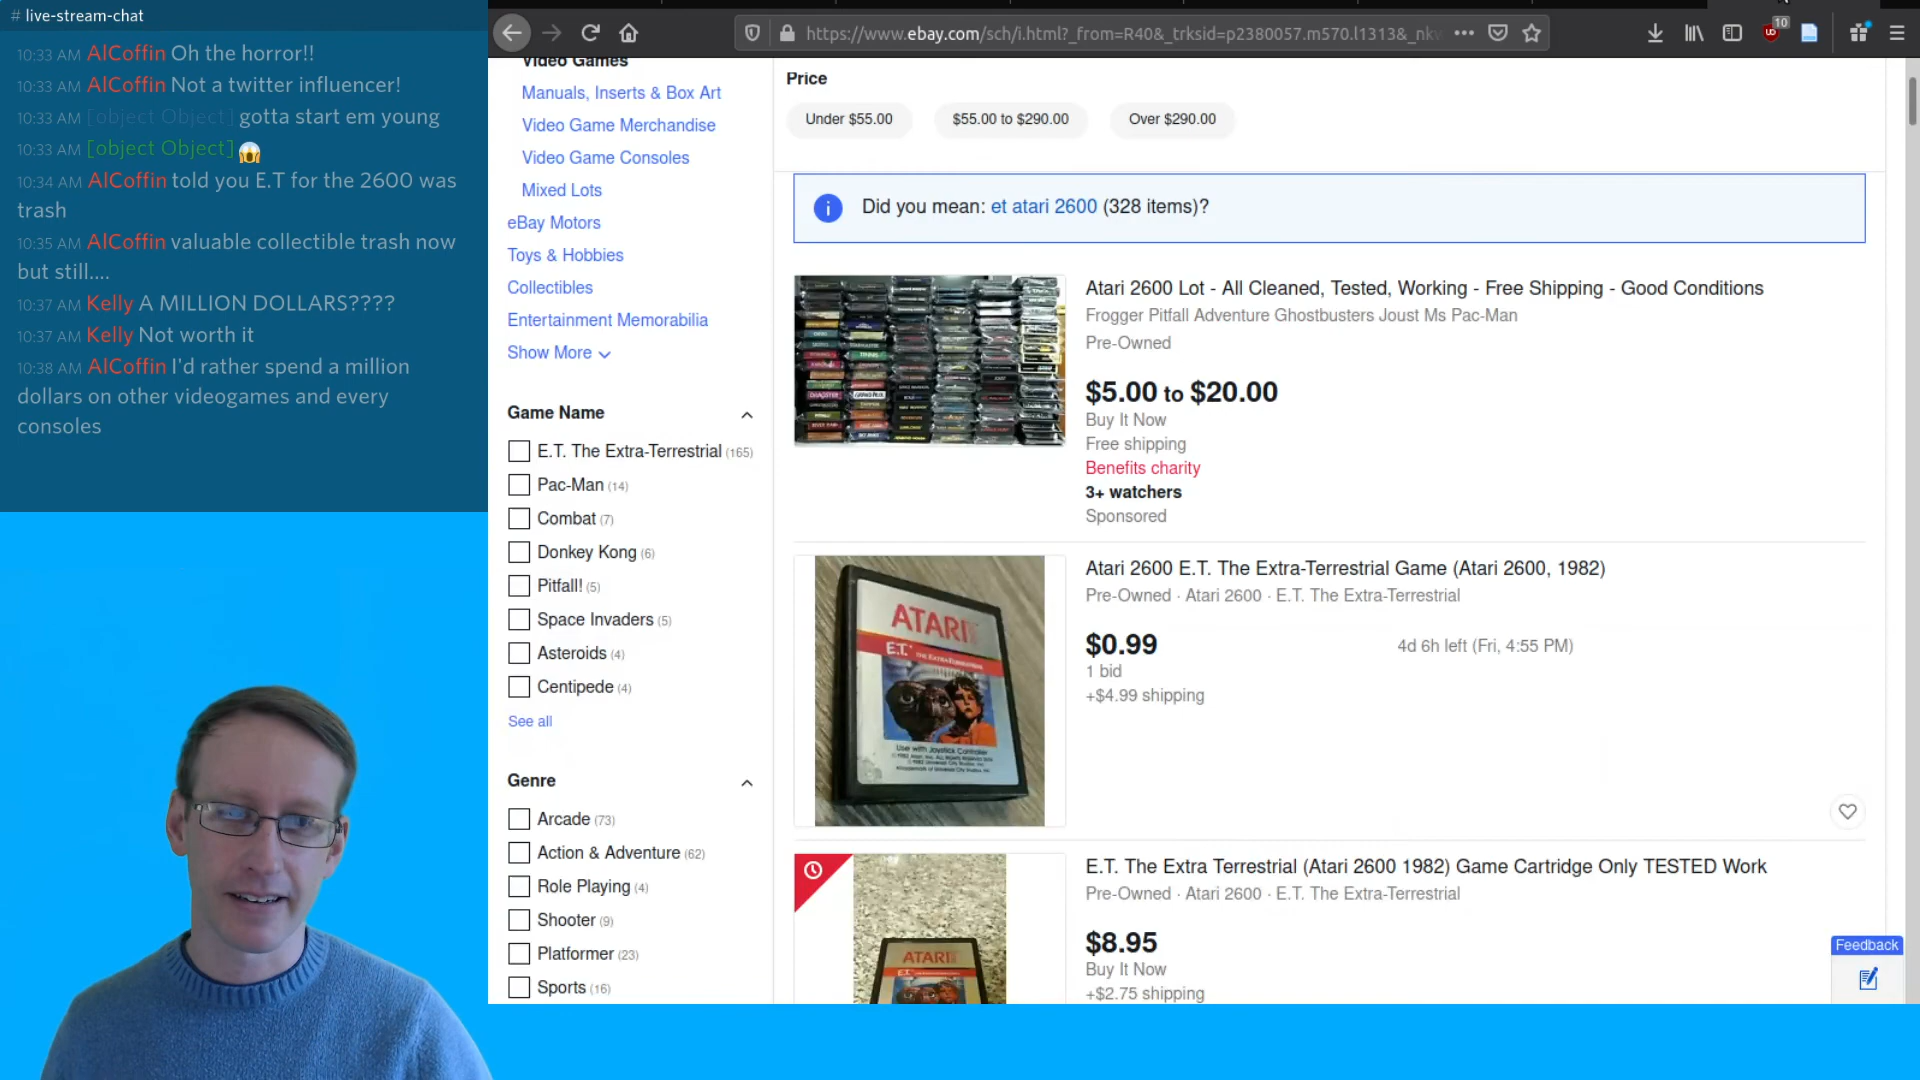 # live-stream-chat
10:33 AM AlCoffin Oh the horror!!
10:33 AM AlCoffin Not a twitter influencer!
10:33 AM [object Object] gotta start em young
10:33 AM [object Object] 😱
10:34 AM AlCoffin told you E.T for the 2600 was
trash
10:35 AM AlCoffin valuable collectible trash now
but still....
10:37 AM Kelly A MILLION DOLLARS????
10:37 AM Kelly Not worth it
10:38 AM AlCoffin I'd rather spend a million
dollars on other videogames and every
consoles
https://www.ebay.com/sch/i.html?_from=R40&_trksid=p2380057.m570.l1313&_nkw
10
Video Games
Manuals, Inserts & Box Art
Video Game Merchandise
Video Game Consoles
Mixed Lots
eBay Motors
Toys & Hobbies
Collectibles
Entertainment Memorabilia
Show More
Game Name
E.T. The Extra-Terrestrial (165)
Pac-Man (14)
Combat (7)
Donkey Kong (6)
Pitfall! (5)
Space Invaders (5)
Asteroids (4)
Centipede (4)
See all
Genre
Arcade (73)
Action & Adventure (62)
Role Playing (4)
Shooter (9)
Platformer (23)
Sports (16)
Price
Under $55.00
$55.00 to $290.00
Over $290.00
Did you mean: et atari 2600 (328 items)?
Atari 2600 Lot - All Cleaned, Tested, Working - Free Shipping - Good Conditions
Frogger Pitfall Adventure Ghostbusters Joust Ms Pac-Man
Pre-Owned
$5.00 to $20.00
Buy It Now
Free shipping
Benefits charity
3+ watchers
Sponsored
ATARI
E.T. THE EXTRA-TERRESTRIAL
Use with Joystick Controller
Atari 2600 E.T. The Extra-Terrestrial Game (Atari 2600, 1982)
Pre-Owned · Atari 2600 · E.T. The Extra-Terrestrial
$0.99
4d 6h left (Fri, 4:55 PM)
1 bid
+$4.99 shipping
ATARI
E.T.
E.T. The Extra Terrestrial (Atari 2600 1982) Game Cartridge Only TESTED Work
Pre-Owned · Atari 2600 · E.T. The Extra-Terrestrial
$8.95
Buy It Now
+$2.75 shipping
Feedback